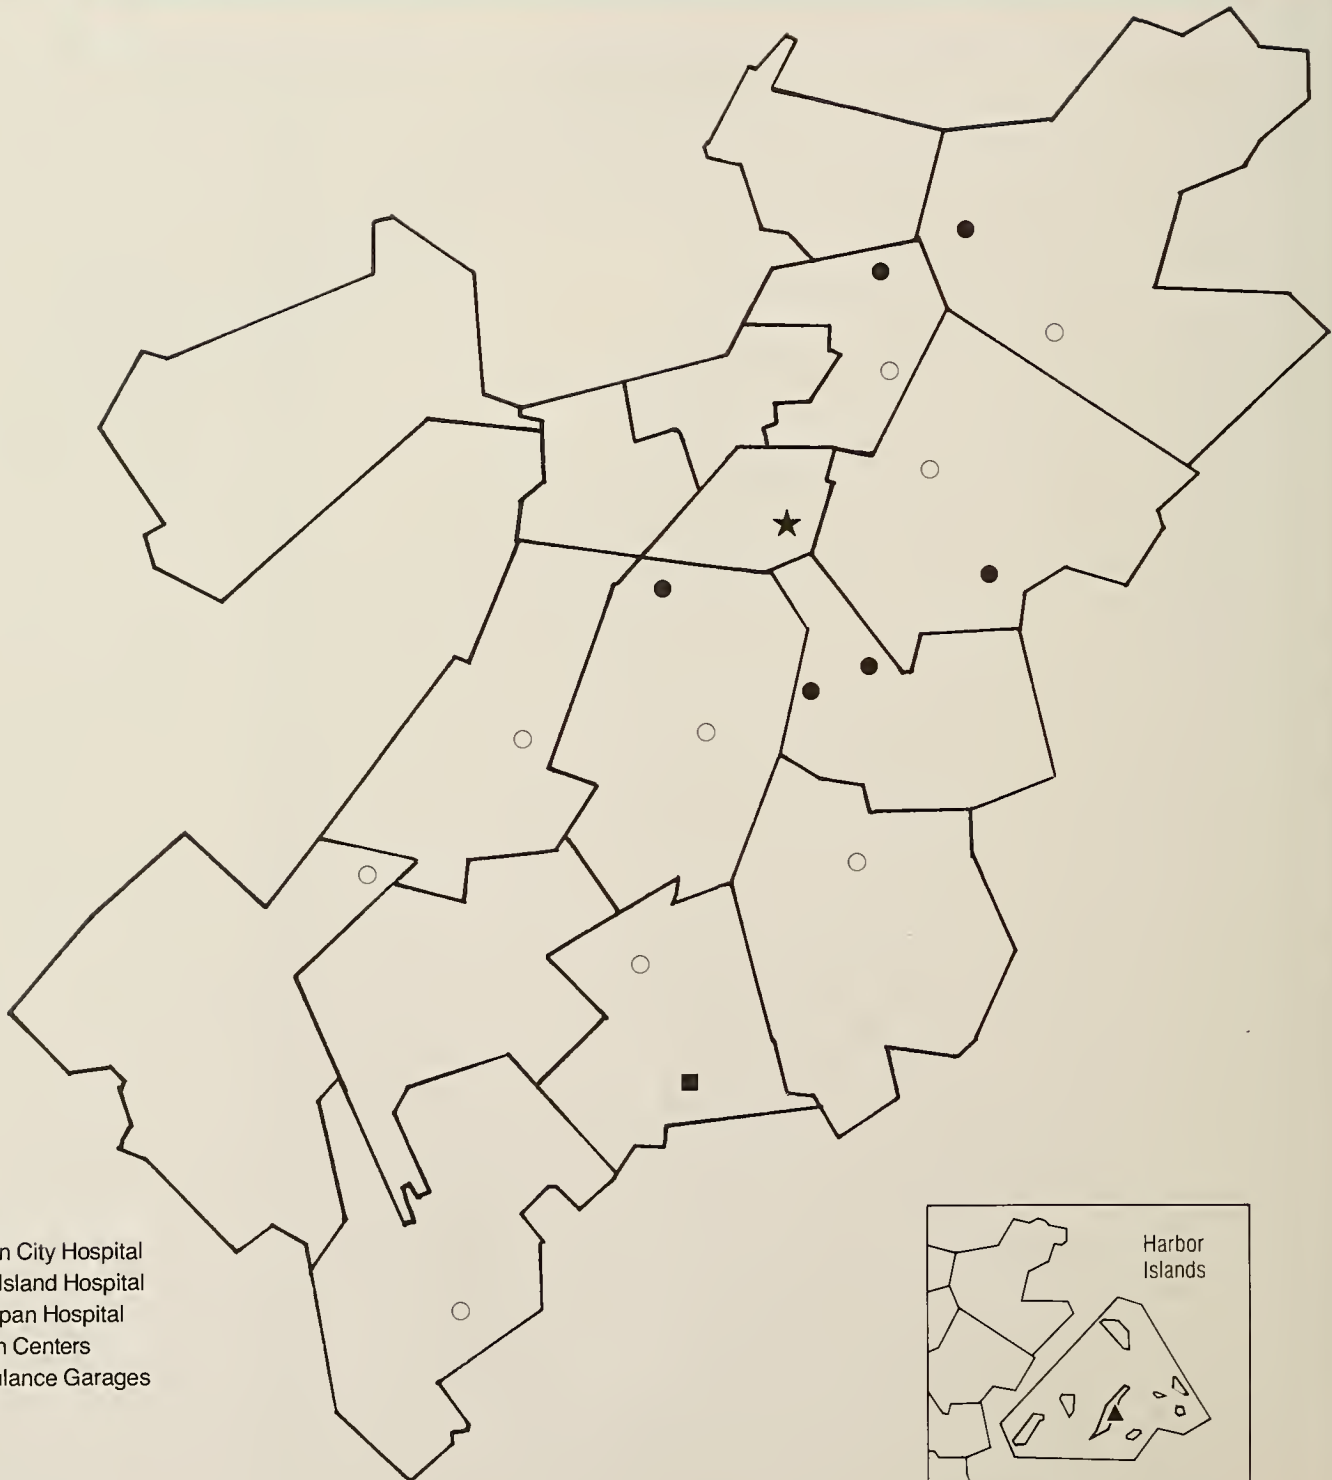 n City Hospital
Island Hospital
pan Hospital
n Centers
lance Garages
Harbor
Islands